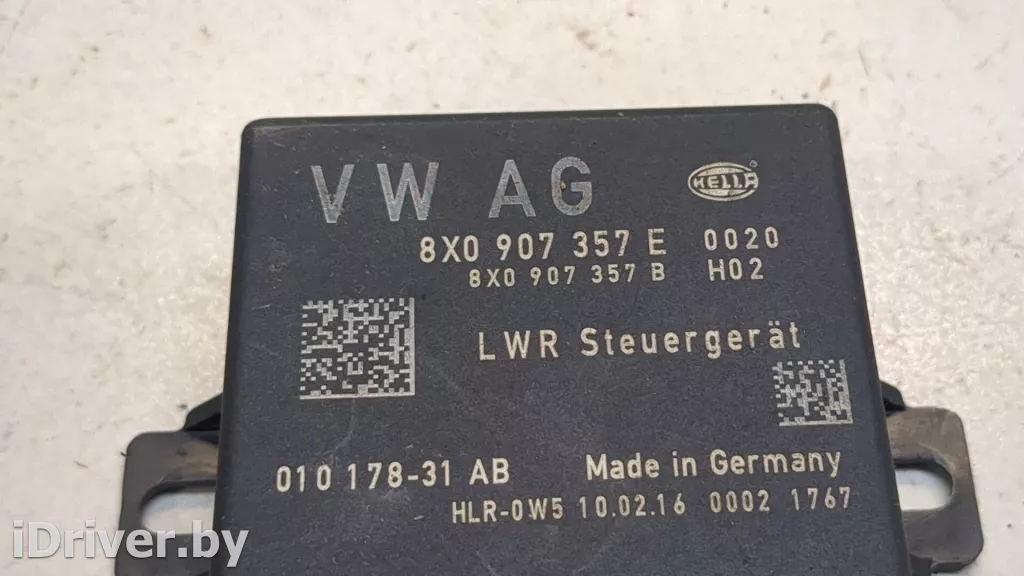 VW AG HELLA ®
8X0 907 357 E 0020
8X0 907 357 B H02
LWR Steuergerät
010 178-31 AB Made in Germany
HLR-0W5 10.02.16 0002 1767
iDriver.by